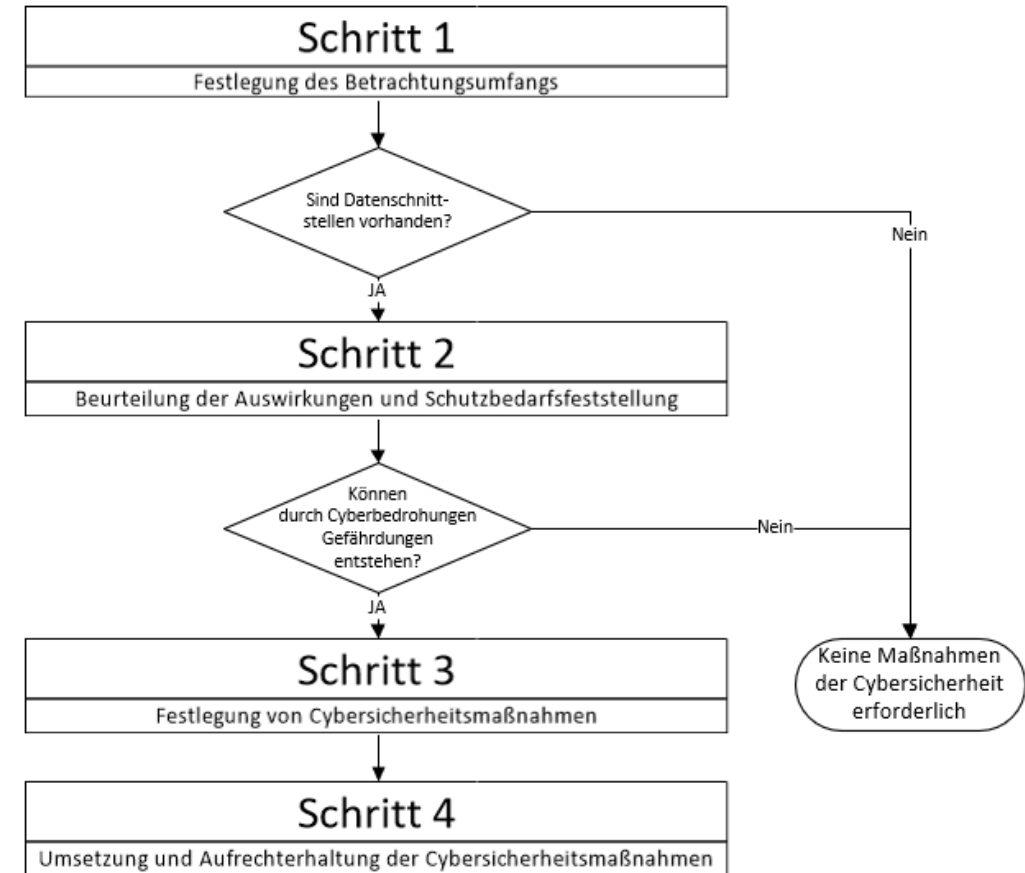 Schritt 1
Festlegung des Betrachtungsumfangs
Sind Datenschnitt-
stellen vorhanden?
Nein
JA
Schritt 2
Beurteilung der Auswirkungen und Schutzbedarfsfeststellung
Können
durch Cyberbedrohungen
Gefährdungen
entstehen?
Nein
JA
Schritt 3
Festlegung von Cybersicherheitsmaßnahmen
Keine Maßnahmen
der Cybersicherheit
erforderlich
Schritt 4
Umsetzung und Aufrechterhaltung der Cybersicherheitsmaßnahmen